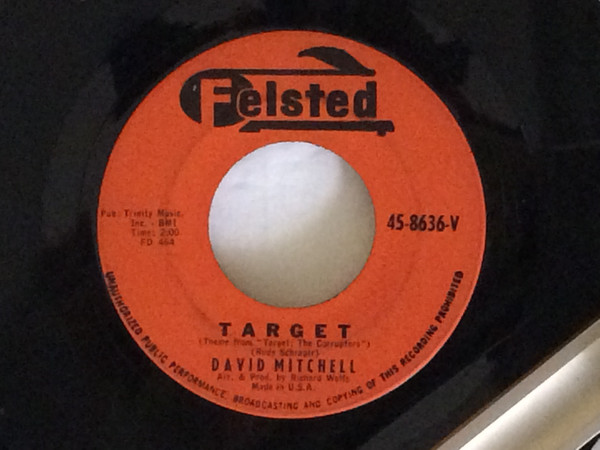 Felsted
Pub: Trinity Music,
Inc. - BMI
Time: 2:00
FD 464
45-8636-V
TARGET
(Theme from "Target: The Corruptors")
(Rudy Schrager)
DAVID MITCHELL
Arr. & Prod. by Richard Wolfe
Made in U.S.A.
UNAUTHORIZED PUBLIC PERFORMANCE, BROADCASTING AND COPYING OF THIS RECORDING PROHIBITED